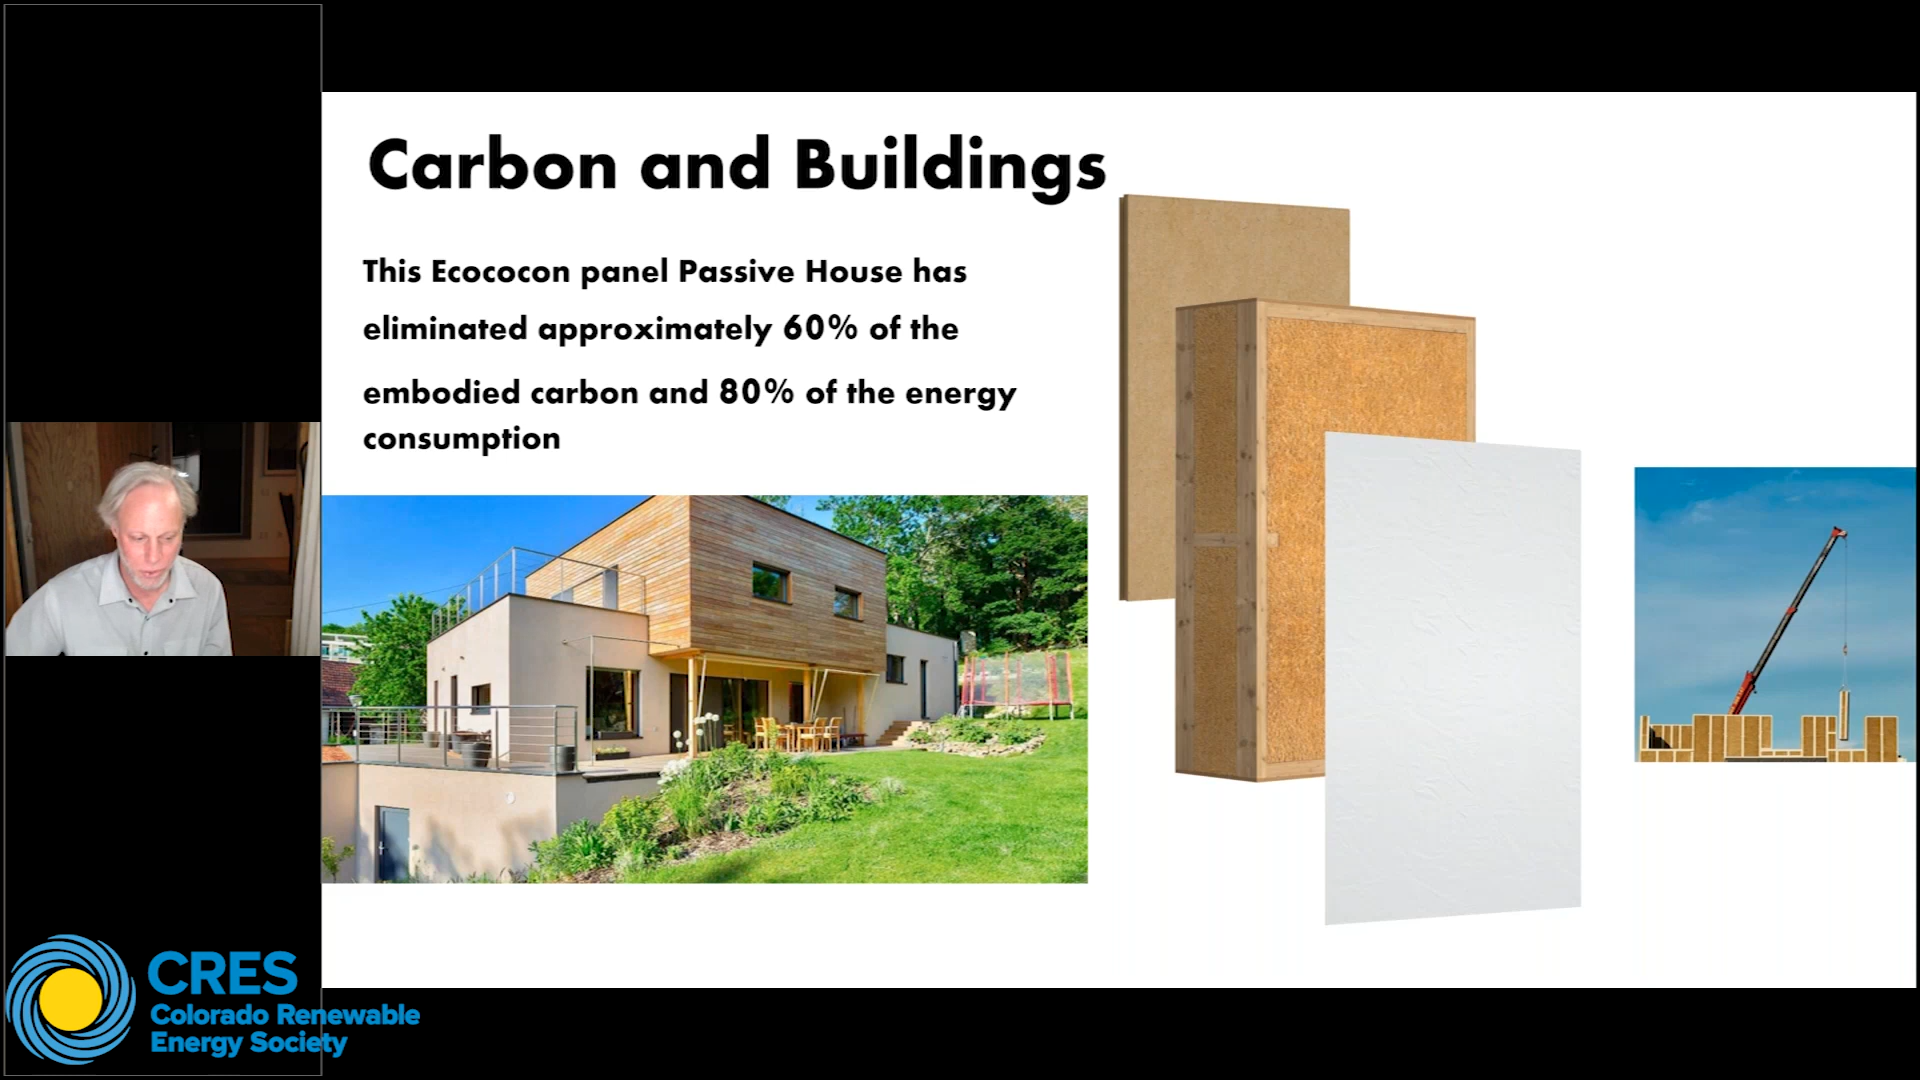 Carbon and Buildings
This Ecococon panel Passive House has
eliminated approximately 60% of the
embodied carbon and 80% of the energy
consumption
CRES
Colorado Renewable
Energy Society